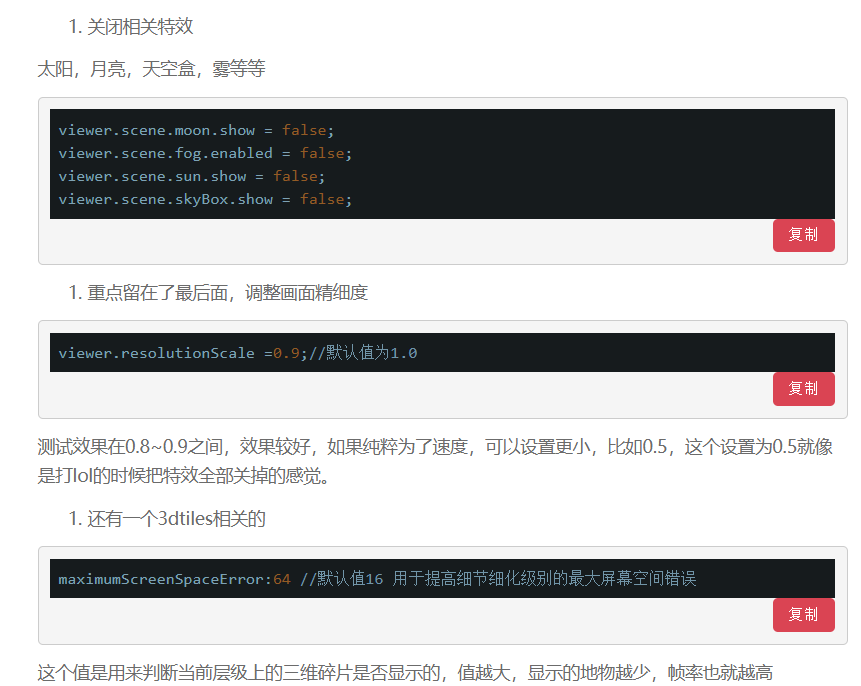 1. 关闭相关特效
太阳，月亮，天空盒，雾等等
viewer.scene.moon.show = false;
viewer.scene.fog.enabled = false;
viewer.scene.sun.show = false;
viewer.scene.skyBox.show = false;
复制
1. 重点留在了最后面，调整画面精细度
viewer.resolutionScale =0.9;//默认值为1.0
复制
测试效果在0.8~0.9之间，效果较好，如果纯粹为了速度，可以设置更小，比如0.5，这个设置为0.5就像
是打lol的时候把特效全部关掉的感觉。
1. 还有一个3dtiles相关的
maximumScreenSpaceError:64 //默认值16 用于提高细节细化级别的最大屏幕空间错误
复制
这个值是用来判断当前层级上的三维碎片是否显示的，值越大，显示的地物越少，帧率也就越高